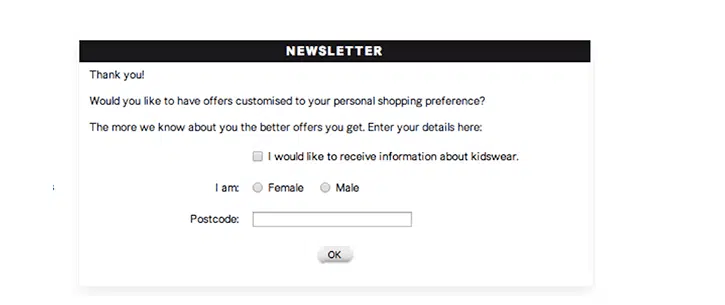 NEWSLETTER
Thank you!
Would you like to have offers customised to your personal shopping preference?
The more we know about you the better offers you get. Enter your details here:
I would like to receive information about kidswear.
I am: Female Male
Postcode:
OK